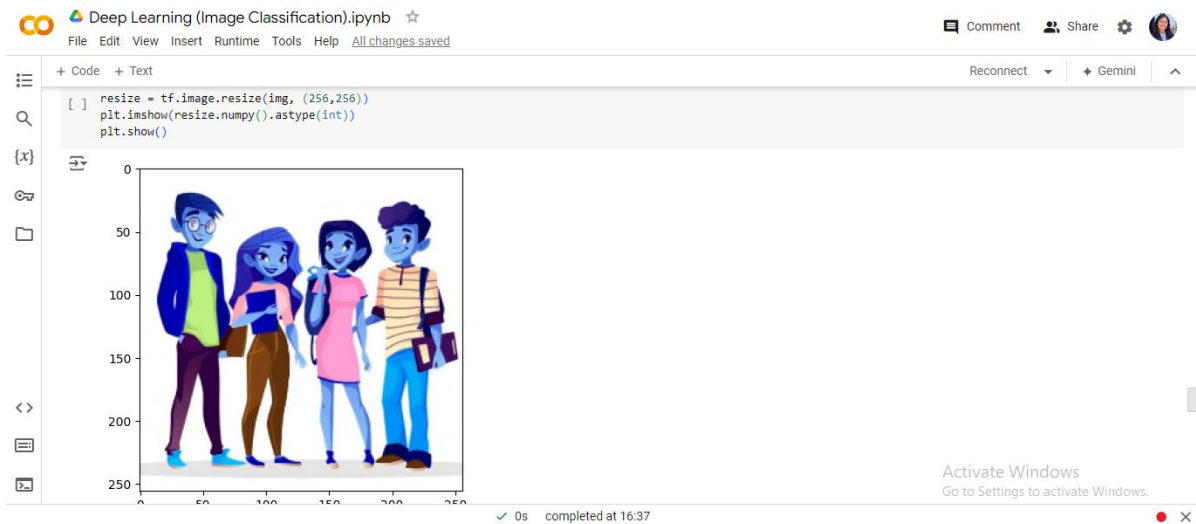 Deep Learning (Image Classification).ipynb
File Edit View Insert Runtime Tools Help All changes saved
Comment Share
+ Code + Text
Reconnect Gemini
[ ] resize = tf.image.resize(img, (256,256))
plt.imshow(resize.numpy().astype(int))
plt.show()
{x}
0
50
100
150
200
250
0 50 100 150 200 250
Activate Windows
Go to Settings to activate Windows.
0s completed at 16:37